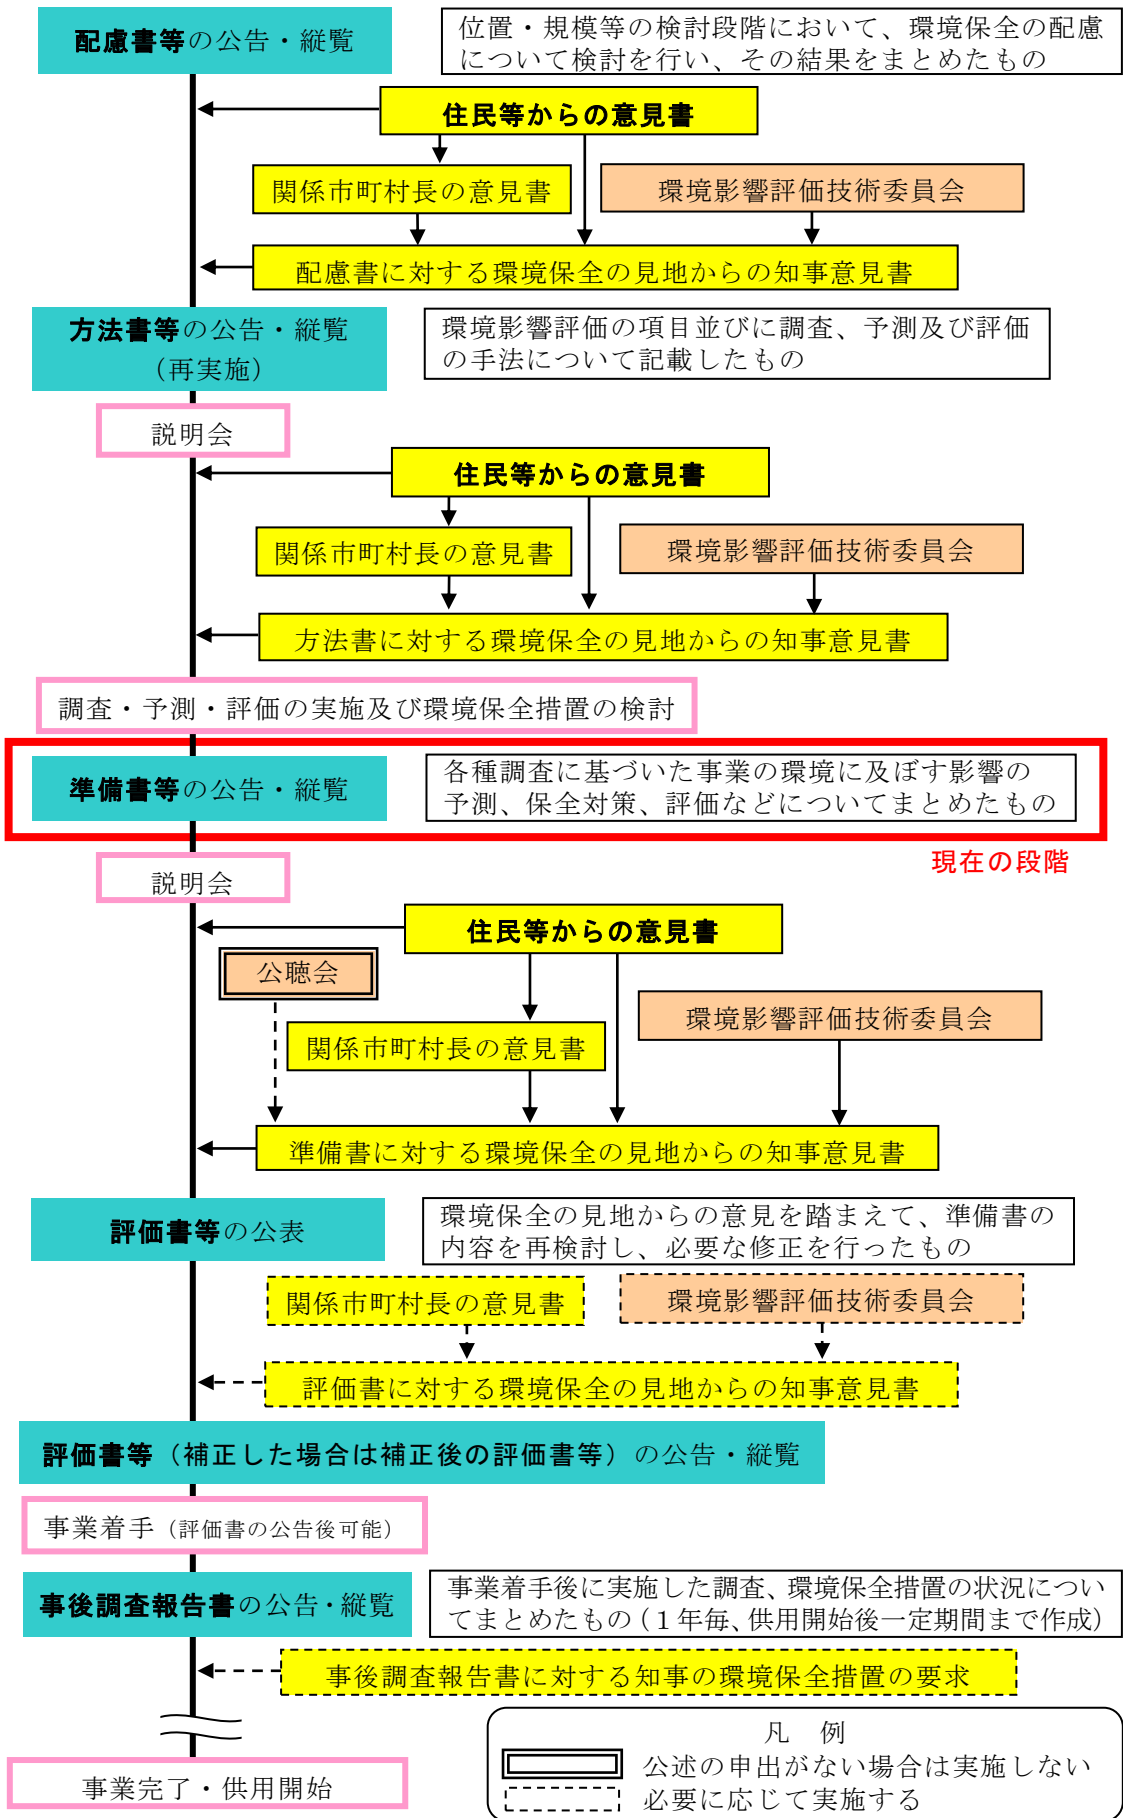 配慮書等の公告・縦覧
位置・規模等の検討段階において、環境保全の配慮
について検討を行い、その結果をまとめたもの
住民等からの意見書
関係市町村長の意見書
環境影響評価技術委員会
配慮書に対する環境保全の見地からの知事意見書
方法書等の公告・縦覧
（再実施）
環境影響評価の項目並びに調査、予測及び評価
の手法について記載したもの
説明会
住民等からの意見書
関係市町村長の意見書
環境影響評価技術委員会
方法書に対する環境保全の見地からの知事意見書
調査・予測・評価の実施及び環境保全措置の検討
準備書等の公告・縦覧
各種調査に基づいた事業の環境に及ぼす影響の
予測、保全対策、評価などについてまとめたもの
現在の段階
説明会
住民等からの意見書
公聴会
環境影響評価技術委員会
関係市町村長の意見書
準備書に対する環境保全の見地からの知事意見書
評価書等の公表
環境保全の見地からの意見を踏まえて、準備書の
内容を再検討し、必要な修正を行ったもの
関係市町村長の意見書
環境影響評価技術委員会
評価書に対する環境保全の見地からの知事意見書
評価書等（補正した場合は補正後の評価書等）の公告・縦覧
事業着手（評価書の公告後可能）
事後調査報告書の公告・縦覧
事業着手後に実施した調査、環境保全措置の状況につい
てまとめたもの（１年毎、供用開始後一定期間まで作成）
事後調査報告書に対する知事の環境保全措置の要求
凡　例
公述の申出がない場合は実施しない
必要に応じて実施する
事業完了・供用開始